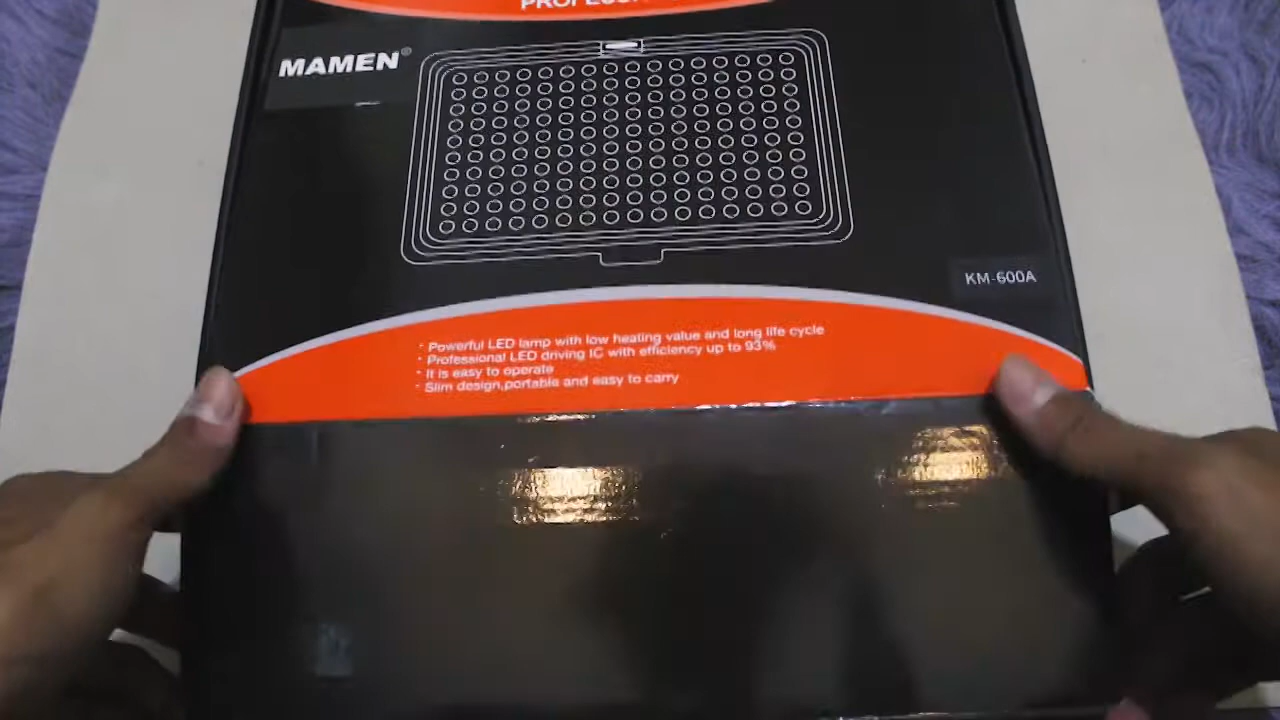 MAMEN®
KM-600A
· Powerful LED lamp with low heating value and long life cycle
· Professional LED driving IC with efficiency up to 93%
· It is easy to operate
· Slim design,portable and easy to carry